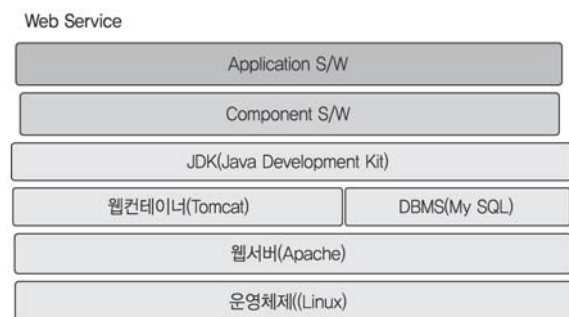 Web Service
Application S/W
Component S/W
JDK(Java Development Kit)
웹컨테이너(Tomcat)
DBMS(My SQL)
웹서버(Apache)
운영체제((Linux)